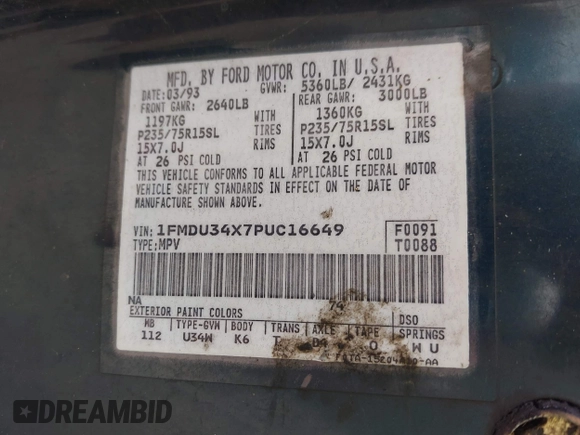 MFD. BY FORD MOTOR CO. IN U.S.A.
DATE: 03/93 GVWR: 5360LB/ 2431KG
FRONT GAWR: 2640LB REAR GAWR: 3000LB
1197KG WITH 1360KG WITH
P235/75R15SL TIRES P235/75R15SL TIRES
15X7.0J RIMS 15X7.0J RIMS
AT 26 PSI COLD AT 26 PSI COLD
THIS VEHICLE CONFORMS TO ALL APPLICABLE FEDERAL MOTOR
VEHICLE SAFETY STANDARDS IN EFFECT ON THE DATE OF
MANUFACTURE SHOWN ABOVE.
VIN: 1FMDU34X7PUC16649 F0091
TYPE: MPV T0088
NA 74
EXTERIOR PAINT COLORS DSO
MB TYPE-GVW BODY TRANS AXLE TAPE SPRINGS
112 U34W K6 T D4 O W U
DREAMBID